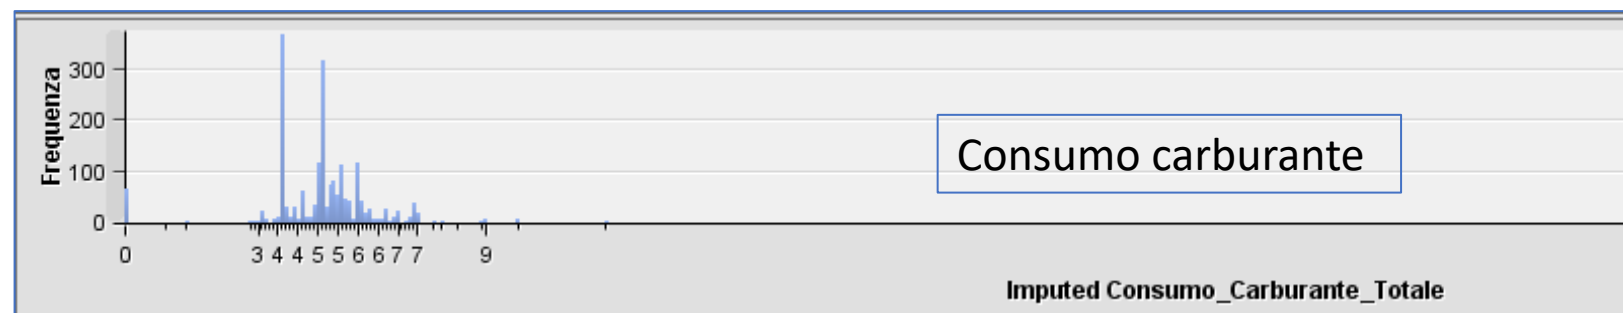 Frequenza
300
200
100
0
Consumo carburante
0 3 4 4 5 5 6 6 7 7 9
Imputed Consumo_Carburante_Totale